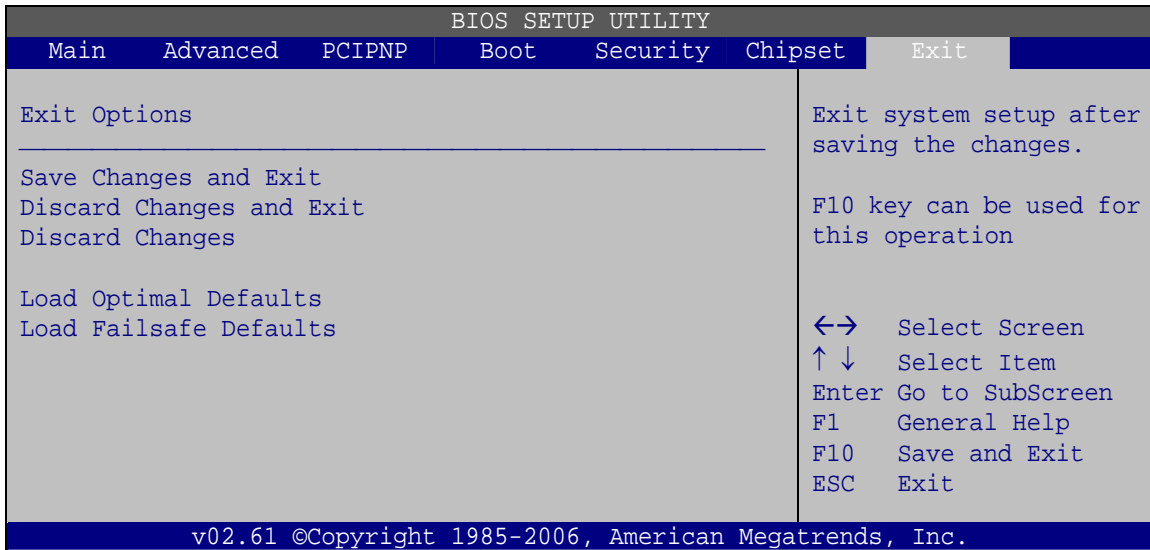 BIOS SETUP UTILITY
Main Advanced PCIPNP Boot Security Chipset Exit
Exit Options
Save Changes and Exit
Discard Changes and Exit
Discard Changes
Load Optimal Defaults
Load Failsafe Defaults
Exit system setup after
saving the changes.
F10 key can be used for
this operation
←→ Select Screen
↑ ↓ Select Item
Enter Go to SubScreen
F1 General Help
F10 Save and Exit
ESC Exit
v02.61 ©Copyright 1985-2006, American Megatrends, Inc.